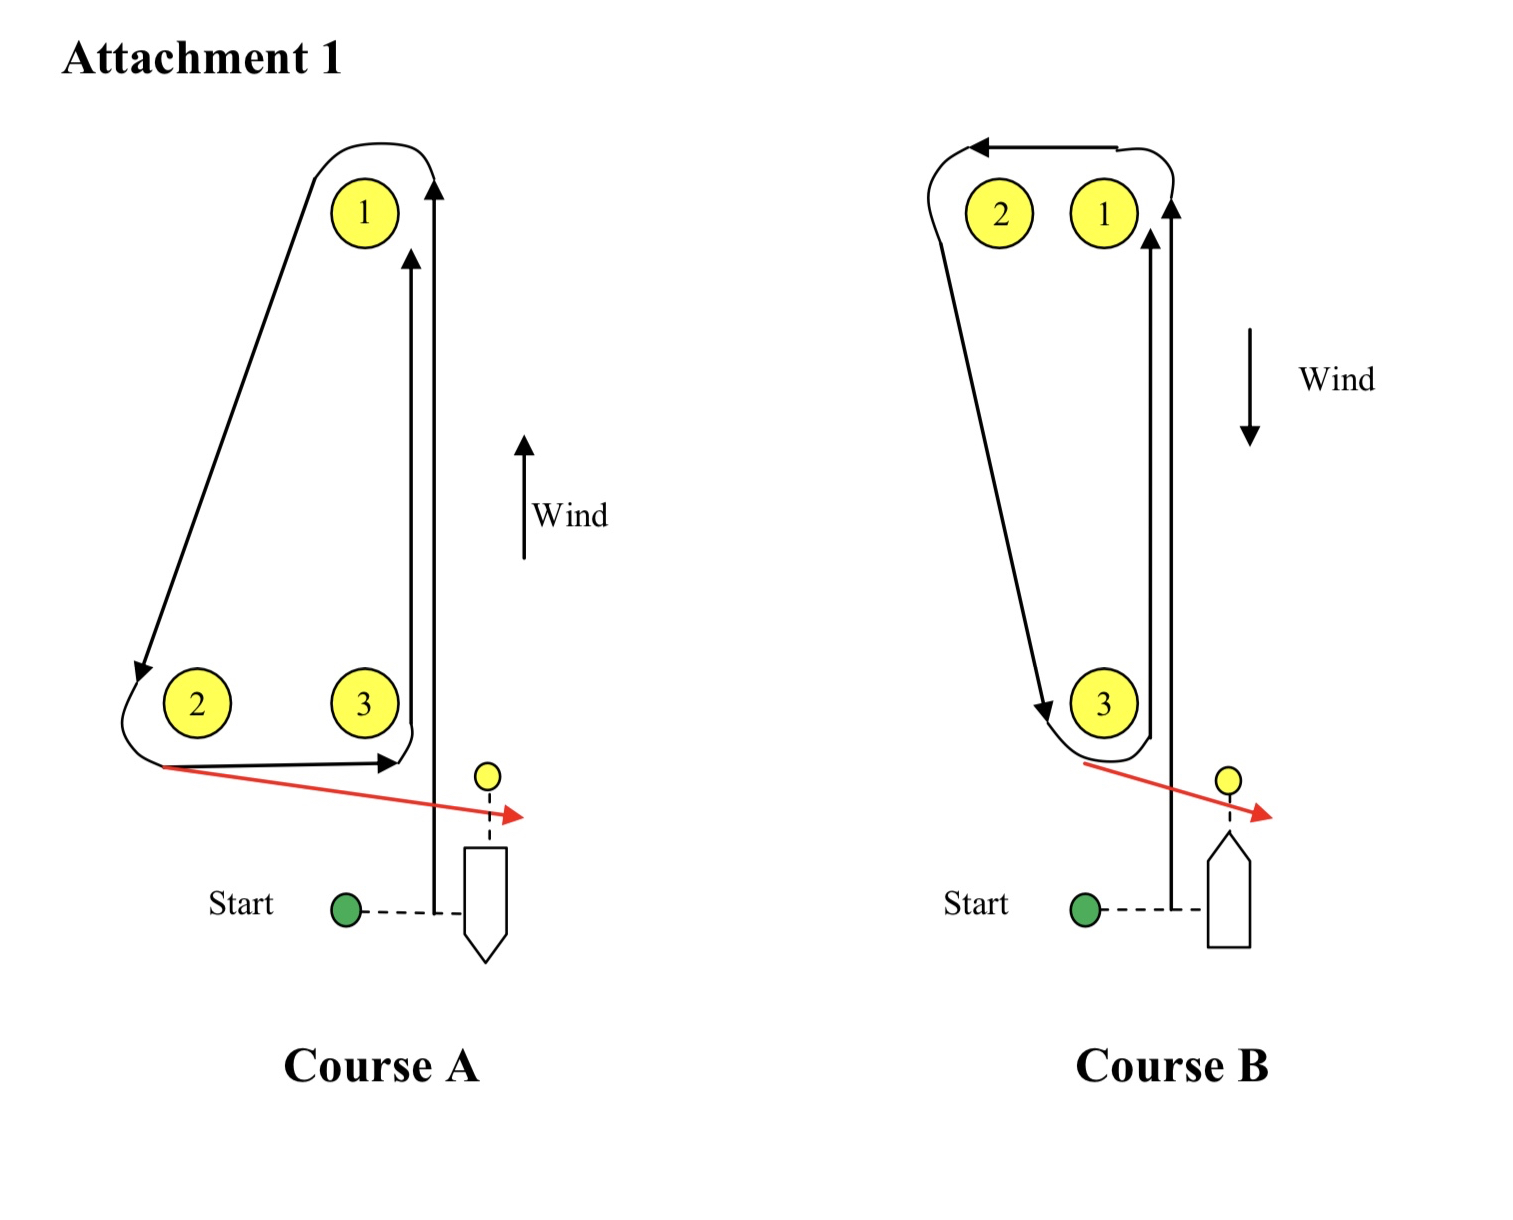 Attachment 1
1
2
3
Wind
Start
Course A
2
1
Wind
3
Start
Course B